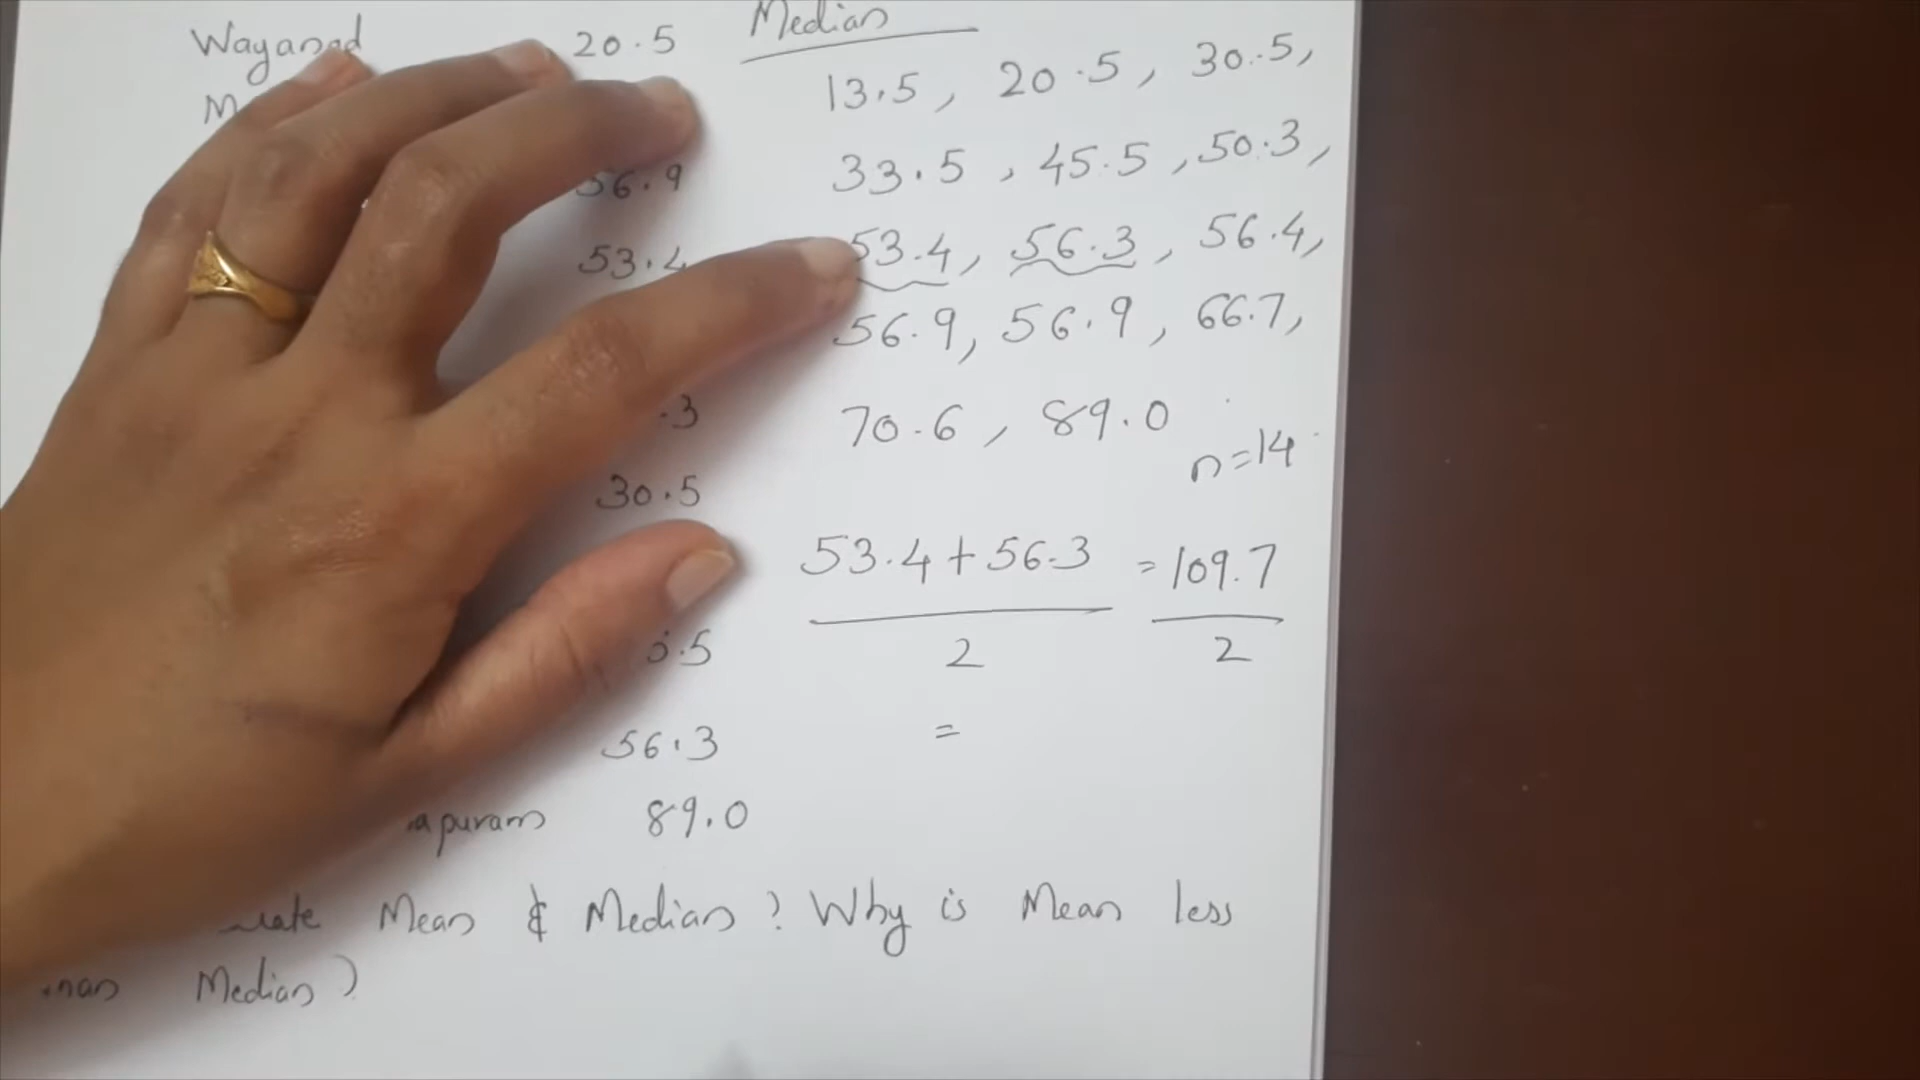 Wayanad 20.5
56.9
53.4
.3
30.5
.5
56.3
apuram 89.0
Mean & Median? Why is Mean less
Median)
Median
13.5, 20.5, 30.5,
33.5, 45.5, 50.3,
53.4, 56.3, 56.4,
56.9, 56.9, 66.7,
70.6, 89.0
n=14
53.4+56.3 = 109.7
2 2
=